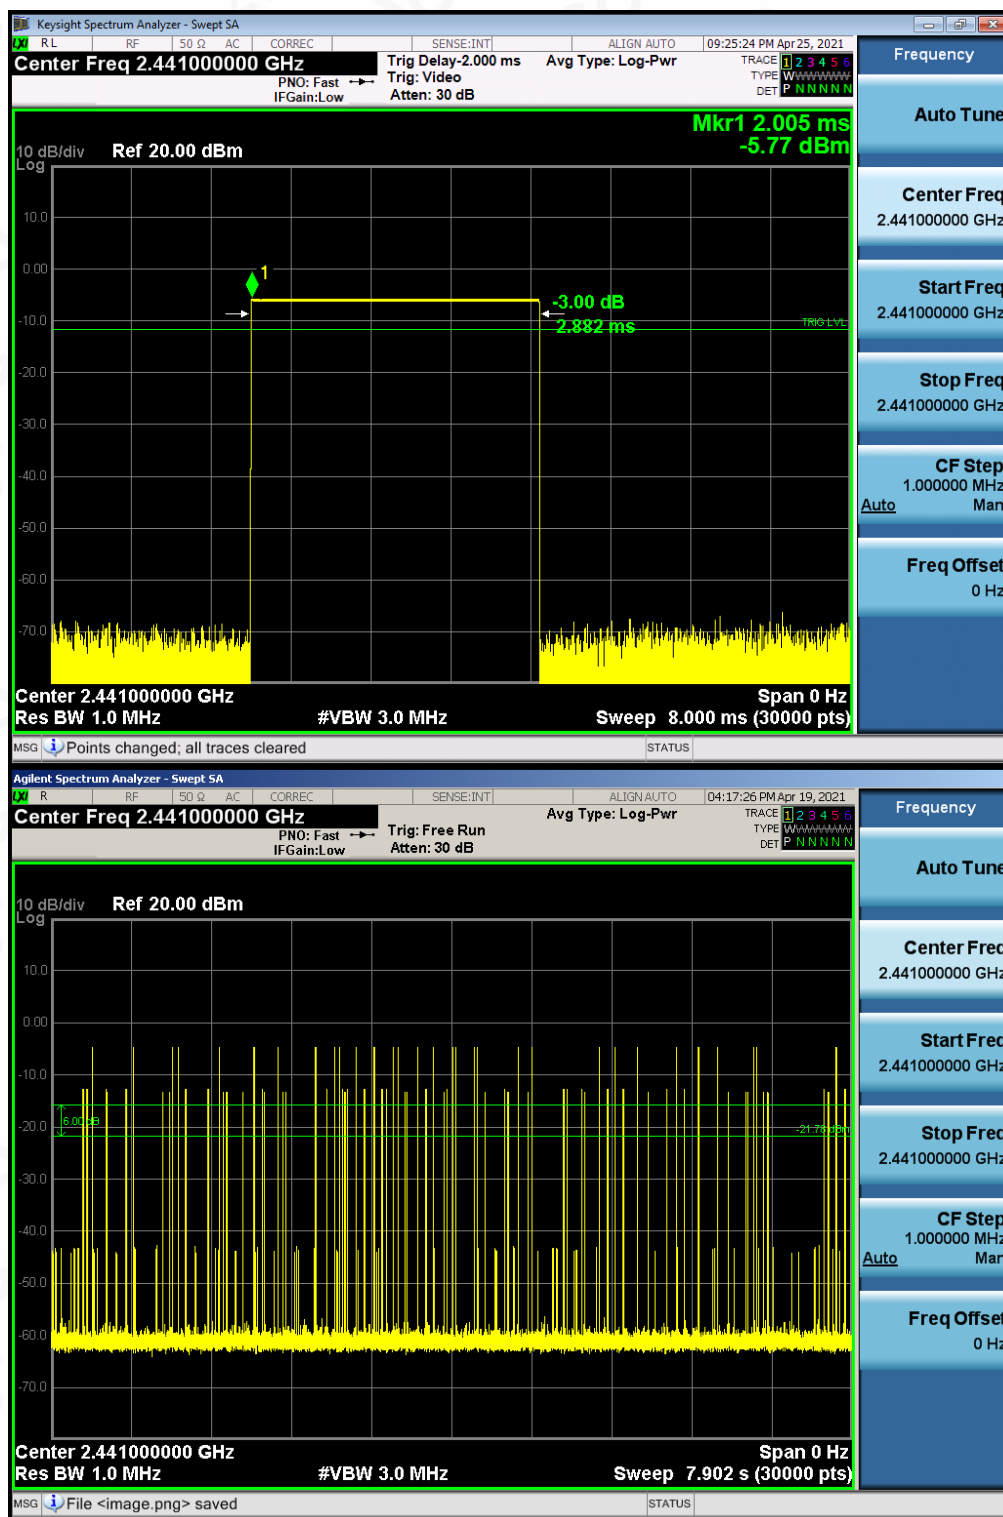 Keysight Spectrum Analyzer - Swept SA
LXI RL RF 50 Ω AC CORREC SENSE:INT ALIGN AUTO 09:25:24 PM Apr 25, 2021
Center Freq 2.441000000 GHz Trig Delay-2.000 ms Avg Type: Log-Pwr TRACE 1 2 3 4 5 6
PNO: Fast Trig: Video TYPE WWWWWW
IFGain:Low Atten: 30 dB DET P N N N N N
Mkr1 2.005 ms
-5.77 dBm
10 dB/div Ref 20.00 dBm
Log
10.0
0.00
1
-3.00 dB
-10.0
2.882 ms
TRIG LVL
-20.0
-30.0
-40.0
-50.0
-60.0
-70.0
Center 2.441000000 GHz Span 0 Hz
Res BW 1.0 MHz #VBW 3.0 MHz Sweep 8.000 ms (30000 pts)
MSG Points changed; all traces cleared STATUS
Frequency
Auto Tune
Center Freq
2.441000000 GHz
Start Freq
2.441000000 GHz
Stop Freq
2.441000000 GHz
CF Step
1.000000 MHz
Auto Man
Freq Offset
0 Hz
Agilent Spectrum Analyzer - Swept SA
LXI R RF 50 Ω AC CORREC SENSE:INT ALIGN AUTO 04:17:26 PM Apr 19, 2021
Center Freq 2.441000000 GHz Avg Type: Log-Pwr TRACE 1 2 3 4 5 6
PNO: Fast Trig: Free Run TYPE WWWWWW
IFGain:Low Atten: 30 dB DET P N N N N N
10 dB/div Ref 20.00 dBm
Log
10.0
0.00
-10.0
6.00 dB
-20.0
-21.78 dBm
-30.0
-40.0
-50.0
-60.0
-70.0
Center 2.441000000 GHz Span 0 Hz
Res BW 1.0 MHz #VBW 3.0 MHz Sweep 7.902 s (30000 pts)
MSG File <image.png> saved STATUS
Frequency
Auto Tune
Center Freq
2.441000000 GHz
Start Freq
2.441000000 GHz
Stop Freq
2.441000000 GHz
CF Step
1.000000 MHz
Auto Man
Freq Offset
0 Hz